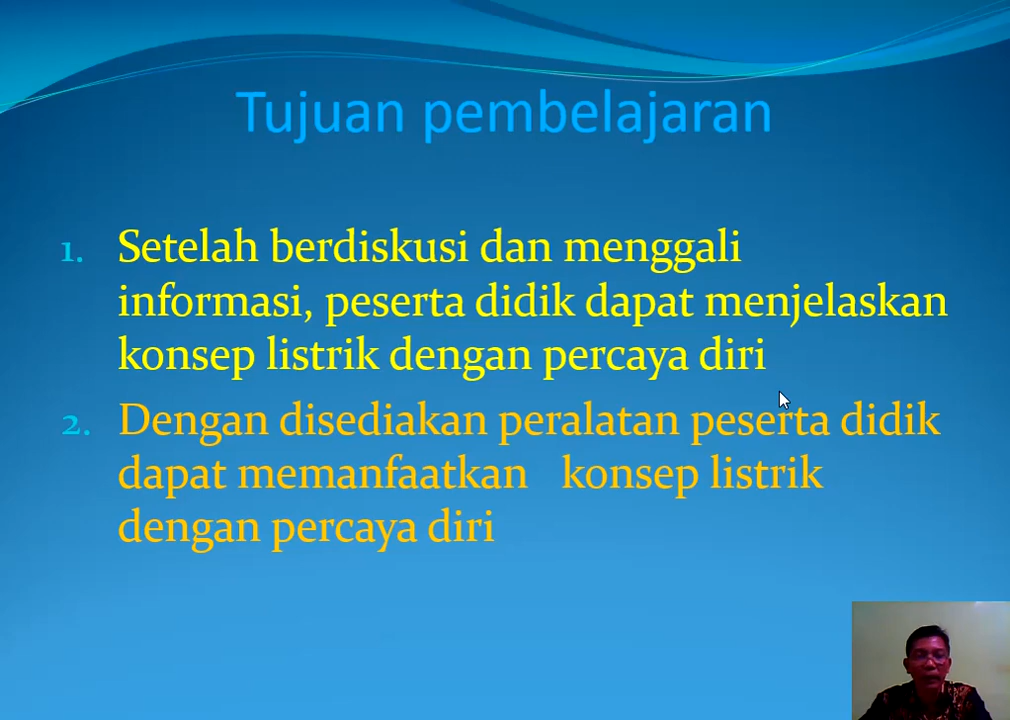 Tujuan pembelajaran
1. Setelah berdiskusi dan menggali
informasi, peserta didik dapat menjelaskan
konsep listrik dengan percaya diri
2. Dengan disediakan peralatan peserta didik
dapat memanfaatkan konsep listrik
dengan percaya diri